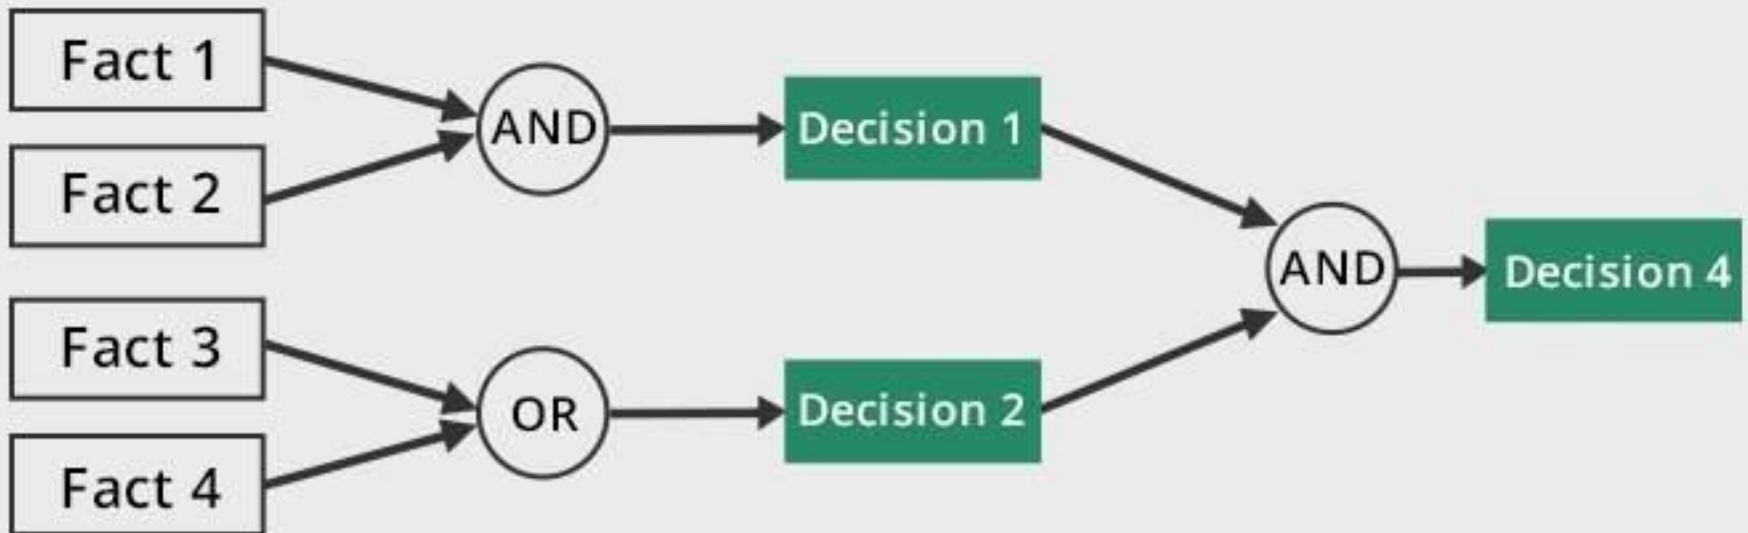 Fact 1
Fact 2
AND
Decision 1
Fact 3
Fact 4
OR
Decision 2
AND
Decision 4